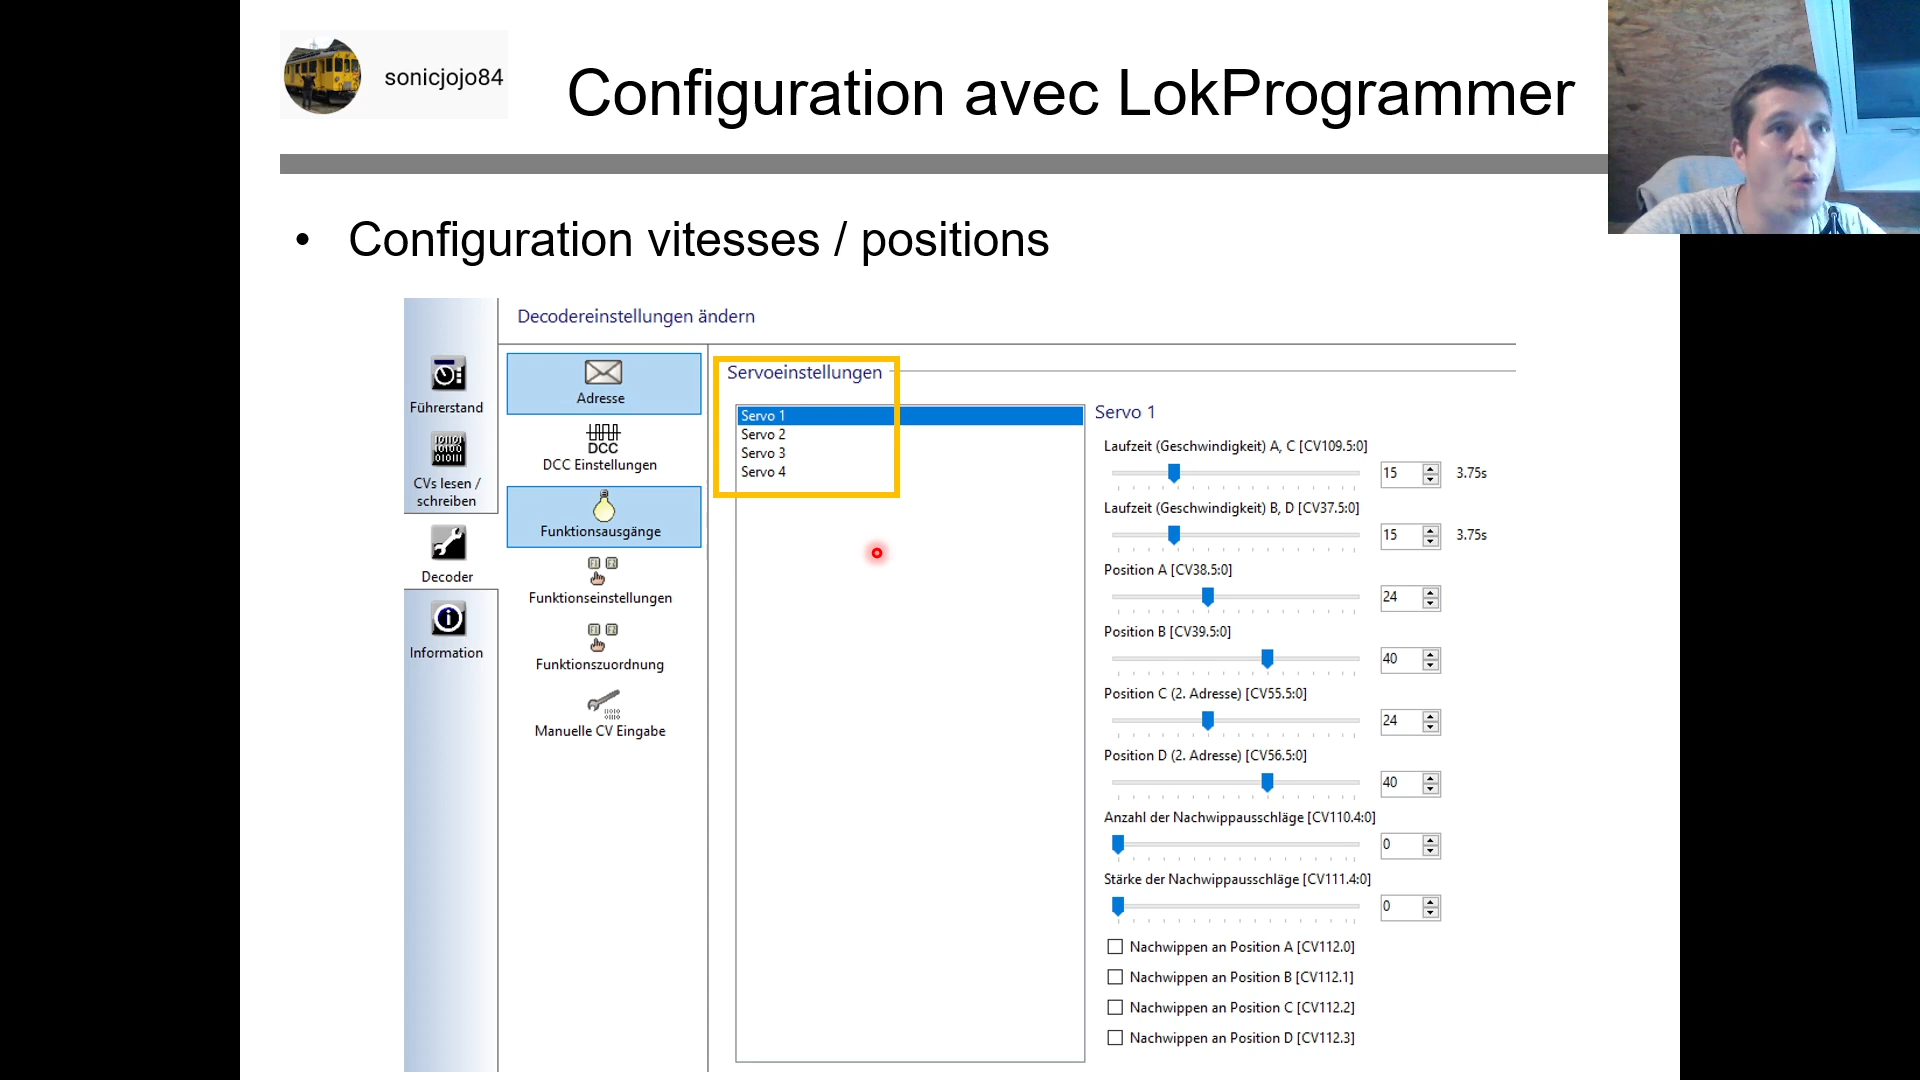 sonicjojo84
Configuration avec LokProgrammer
• Configuration vitesses / positions
Decodereinstellungen ändern
Führerstand
CVs lesen /
schreiben
Decoder
Information
Adresse
DCC
DCC Einstellungen
Funktionsausgänge
Funktionseinstellungen
Funktionszuordnung
Manuelle CV Eingabe
Servoeinstellungen
Servo 1
Servo 2
Servo 3
Servo 4
Servo 1
Laufzeit (Geschwindigkeit) A, C [CV109.5:0]
15 3.75s
Laufzeit (Geschwindigkeit) B, D [CV37.5:0]
15 3.75s
Position A [CV38.5:0]
24
Position B [CV39.5:0]
40
Position C (2. Adresse) [CV55.5:0]
24
Position D (2. Adresse) [CV56.5:0]
40
Anzahl der Nachwippausschläge [CV110.4:0]
0
Stärke der Nachwippausschläge [CV111.4:0]
0
Nachwippen an Position A [CV112.0]
Nachwippen an Position B [CV112.1]
Nachwippen an Position C [CV112.2]
Nachwippen an Position D [CV112.3]